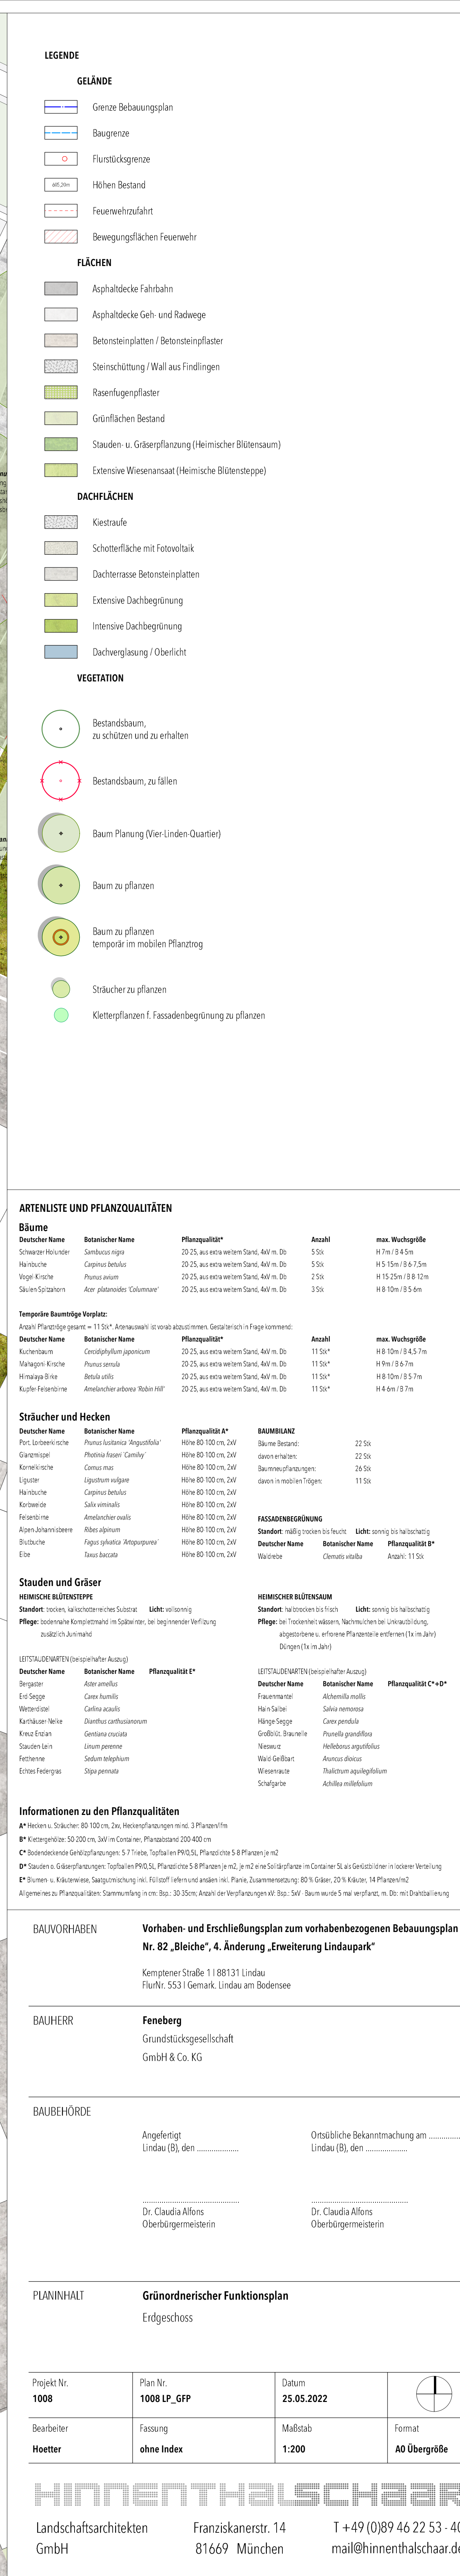 LEGENDE
GELÄNDE
Grenze Bebauungsplan
Baugrenze
Flurstücksgrenze
Höhen Bestand
Feuerwehrzufahrt
Bewegungsflächen Feuerwehr
FLÄCHEN
Asphaltdecke Fahrbahn
Asphaltdecke Geh- und Radwege
Betonsteinplatten / Betonsteinpflaster
Steinschüttung / Wall aus Findlingen
Rasenfugenpflaster
Grünflächen Bestand
Stauden- u. Gräserpflanzung (Heimischer Blütensaum)
Extensive Wiesenansaat (Heimische Blütensteppe)
DACHFLÄCHEN
Kiestraufe
Schotterfläche mit Fotovoltaik
Dachterrasse Betonsteinplatten
Extensive Dachbegrünung
Intensive Dachbegrünung
Dachverglasung / Oberlicht
VEGETATION
Bestandsbaum,
zu schützen und zu erhalten
Bestandsbaum, zu fällen
Baum Planung (Vier-Linden-Quartier)
Baum zu pflanzen
Baum zu pflanzen
temporär im mobilen Pflanztrog
Sträucher zu pflanzen
Kletterpflanzen f. Fassadenbegrünung zu pflanzen
ARTENLISTE UND PFLANZQUALITÄTEN
Bäume
Deutscher Name Botanischer Name Pflanzqualität* Anzahl max. Wuchsgröße
Schwarzer Holunder Sambucus nigra 20-25, aus extra weitem Stand, 4xV m. Db 5 Stk H 7m / B 4-5m
Hainbuche Carpinus betulus 20-25, aus extra weitem Stand, 4xV m. Db 5 Stk H 5-15m / B 6-7,5m
Vogel-Kirsche Prunus avium 20-25, aus extra weitem Stand, 4xV m. Db 2 Stk H 15-25m / B 8-12m
Säulen-Spitzahorn Acer platanoides 'Columnare' 20-25, aus extra weitem Stand, 4xV m. Db 3 Stk H 8-10m / B 5-6m
Temporäre Baumtröge Vorplatz:
Anzahl Pflanztröge gesamt = 11 Stk*. Artenauswahl ist vorab abzustimmen. Gestalterisch in Frage kommend:
Deutscher Name Botanischer Name Pflanzqualität* Anzahl max. Wuchsgröße
Kuchenbaum Cercidiphyllum japonicum 20-25, aus extra weitem Stand, 4xV m. Db 11 Stk* H 8-10m / B 4,5-7m
Mahagoni-Kirsche Prunus serrula 20-25, aus extra weitem Stand, 4xV m. Db 11 Stk* H 9m / B 6-7m
Himalaya-Birke Betula utilis 20-25, aus extra weitem Stand, 4xV m. Db 11 Stk* H 8-10m / B 5-7m
Kupfer-Felsenbirne Amelanchier arborea 'Robin Hill' 20-25, aus extra weitem Stand, 4xV m. Db 11 Stk* H 4-6m / B 7m
Sträucher und Hecken
Deutscher Name Botanischer Name Pflanzqualität A*
Port. Lorbeerkirsche Prunus lusitanica 'Angustifolia' Höhe 80-100 cm, 2xV
Glanzmispel Photinia fraseri 'Camilvy' Höhe 80-100 cm, 2xV
Kornelkirsche Cornus mas Höhe 80-100 cm, 2xV
Liguster Ligustrum vulgare Höhe 80-100 cm, 2xV
Hainbuche Carpinus betulus Höhe 80-100 cm, 2xV
Korbweide Salix viminalis Höhe 80-100 cm, 2xV
Felsenbirne Amelanchier ovalis Höhe 80-100 cm, 2xV
Alpen Johannisbeere Ribes alpinum Höhe 80-100 cm, 2xV
Blutbuche Fagus sylvatica 'Artopurpurea' Höhe 80-100 cm, 2xV
Eibe Taxus baccata Höhe 80-100 cm, 2xV
BAUMBILANZ
Bäume Bestand: 22 Stk
davon erhalten: 22 Stk
Baumneupflanzungen: 26 Stk
davon in mobilen Trögen: 11 Stk
FASSADENBEGRÜNUNG
Standort: mäßig trocken bis feucht Licht: sonnig bis halbschattig
Deutscher Name Botanischer Name Pflanzqualität B*
Waldrebe Clematis vitalba Anzahl: 11 Stk
Stauden und Gräser
HEIMISCHE BLÜTENSTEPPE
Standort: trocken, kalkschotterreiches Substrat Licht: vollsonnig
Pflege: bodennahe Komplettmahd im Spätwinter, bei beginnender Verfilzung
zusätzlich Junimahd
LEITSTAUDENARTEN (beispielhafter Auszug)
Deutscher Name Botanischer Name Pflanzqualität E*
Bergaster Aster amellus
Erd-Segge Carex humilis
Wetterdistel Carlina acaulis
Karthäuser-Nelke Dianthus carthusianorum
Kreuz-Enzian Gentiana cruciata
Stauden-Lein Linum perenne
Fetthenne Sedum telephium
Echtes Federgras Stipa pennata
HEIMISCHER BLÜTENSAUM
Standort: halbtrocken bis frisch Licht: sonnig bis halbschattig
Pflege: bei Trockenheit wässern, Nachmulchen bei Unkrautbildung,
abgestorbene u. erfrorene Pflanzenteile entfernen (1x im Jahr)
Düngen (1x im Jahr)
LEITSTAUDENARTEN (beispielhafter Auszug)
Deutscher Name Botanischer Name Pflanzqualität C*+D*
Frauenmantel Alchemilla mollis
Hain-Salbei Salvia nemorosa
Hänge-Segge Carex pendula
Großblüt. Braunelle Prunella grandiflora
Nieswurz Helleborus argutifolius
Wald-Geißbart Aruncus dioicus
Wiesenraute Thalictrum aquilegifolium
Schafgarbe Achillea millefolium
Informationen zu den Pflanzqualitäten
A* Hecken u. Sträucher: 80-100 cm, 2xv, Heckenpflanzungen mind. 3 Pflanzen/lfm
B* Klettergehölze: 50-200 cm, 3xV im Container, Pflanzabstand 200-400 cm
C* Bodendeckende Gehölzpflanzungen: 5-7 Triebe, Topfballen P9/0,5L, Pflanzdichte 5-8 Pflanzen je m2
D* Stauden u. Gräserpflanzungen: Topfballen P9/0,5L, Pflanzdichte 5-8 Pflanzen je m2, je m2 eine Solitärpflanze im Container 5L als Gerüstbildner in lockerer Verteilung
E* Blumen- u. Kräuterwiese, Saatgutmischung inkl. Füllstoff liefern und ansäen inkl. Planie, Zusammensetzung: 80 % Gräser, 20 % Kräuter, 14 Pflanzen/m2
Allgemeines zu Pflanzqualitäten: Stammumfang in cm: Bsp.: 30-35cm; Anzahl der Verpflanzungen xV: Bsp.: 5xV - Baum wurde 5 mal verpflanzt, m. Db: mit Drahtballierung
BAUVORHABEN
Vorhaben- und Erschließungsplan zum vorhabenbezogenen Bebauungsplan
Nr. 82 „Bleiche“, 4. Änderung „Erweiterung Lindaupark“
Kemptener Straße 1 I 88131 Lindau
FlurNr. 553 I Gemark. Lindau am Bodensee
BAUHERR
Feneberg
Grundstücksgesellschaft
GmbH & Co. KG
BAUBEHÖRDE
Angefertigt
Lindau (B), den ...................
Dr. Claudia Alfons
Oberbürgermeisterin
Ortsübliche Bekanntmachung am ..............
Lindau (B), den ...................
Dr. Claudia Alfons
Oberbürgermeisterin
PLANINHALT
Grünordnerischer Funktionsplan
Erdgeschoss
Projekt Nr. Plan Nr. Datum
1008 1008 LP_GFP 25.05.2022
Bearbeiter Fassung Maßstab Format
Hoetter ohne Index 1:200 A0 Übergröße
HINNENTHALSCHAAR
Landschaftsarchitekten Franziskanerstr. 14 T +49 (0)89 46 22 53 - 40
GmbH 81669 München mail@hinnenthalschaar.de